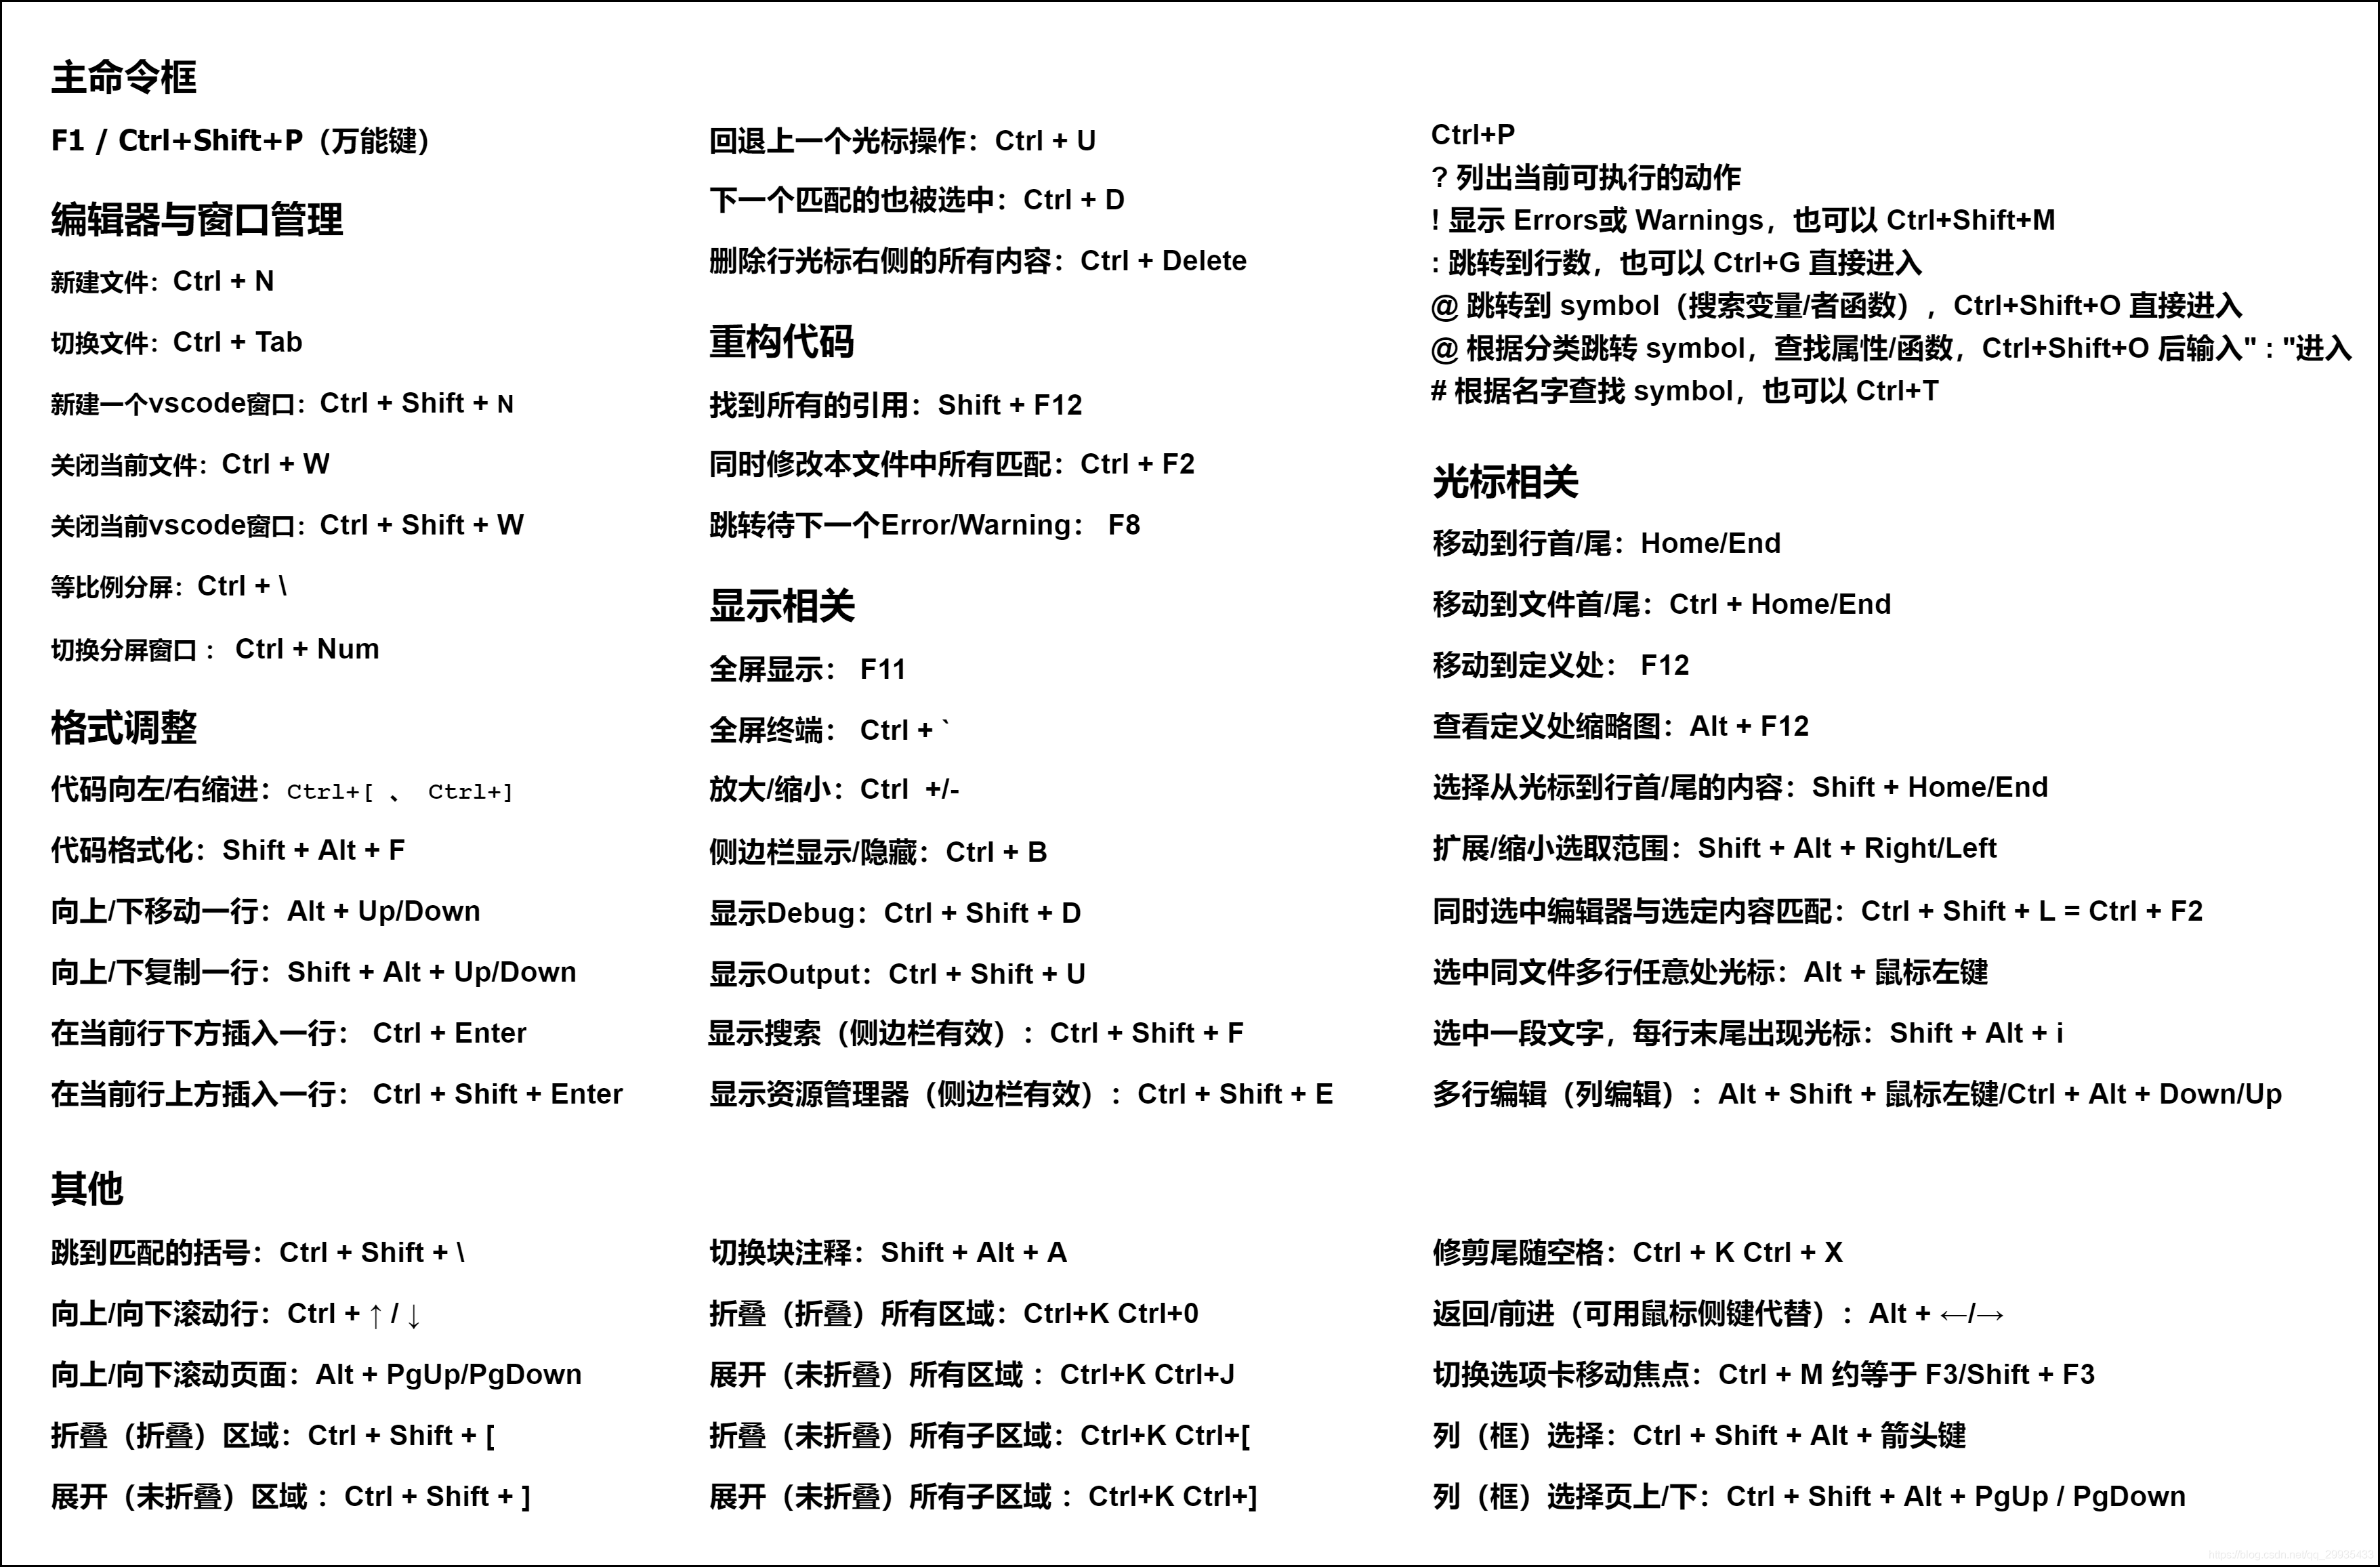 主命令框
F1 / Ctrl+Shift+P（万能键）
编辑器与窗口管理
新建文件：Ctrl + N
切换文件：Ctrl + Tab
新建一个vscode窗口：Ctrl + Shift + N
关闭当前文件：Ctrl + W
关闭当前vscode窗口：Ctrl + Shift + W
等比例分屏：Ctrl + \
切换分屏窗口 ： Ctrl + Num
格式调整
代码向左/右缩进：Ctrl+[ 、 Ctrl+]
代码格式化：Shift + Alt + F
向上/下移动一行：Alt + Up/Down
向上/下复制一行：Shift + Alt + Up/Down
在当前行下方插入一行： Ctrl + Enter
在当前行上方插入一行： Ctrl + Shift + Enter
回退上一个光标操作：Ctrl + U
下一个匹配的也被选中：Ctrl + D
删除行光标右侧的所有内容：Ctrl + Delete
重构代码
找到所有的引用：Shift + F12
同时修改本文件中所有匹配：Ctrl + F2
跳转待下一个Error/Warning： F8
显示相关
全屏显示： F11
全屏终端： Ctrl + `
放大/缩小：Ctrl  +/-
侧边栏显示/隐藏：Ctrl + B
显示Debug：Ctrl + Shift + D
显示Output：Ctrl + Shift + U
显示搜索（侧边栏有效）：Ctrl + Shift + F
显示资源管理器（侧边栏有效）：Ctrl + Shift + E
Ctrl+P
? 列出当前可执行的动作
! 显示 Errors或 Warnings，也可以 Ctrl+Shift+M
: 跳转到行数，也可以 Ctrl+G 直接进入
@ 跳转到 symbol（搜索变量/者函数），Ctrl+Shift+O 直接进入
@ 根据分类跳转 symbol，查找属性/函数，Ctrl+Shift+O 后输入" : "进入
# 根据名字查找 symbol，也可以 Ctrl+T
光标相关
移动到行首/尾：Home/End
移动到文件首/尾：Ctrl + Home/End
移动到定义处： F12
查看定义处缩略图：Alt + F12
选择从光标到行首/尾的内容：Shift + Home/End
扩展/缩小选取范围：Shift + Alt + Right/Left
同时选中编辑器与选定内容匹配：Ctrl + Shift + L = Ctrl + F2
选中同文件多行任意处光标：Alt + 鼠标左键
选中一段文字，每行末尾出现光标：Shift + Alt + i
多行编辑（列编辑）：Alt + Shift + 鼠标左键/Ctrl + Alt + Down/Up
其他
跳到匹配的括号：Ctrl + Shift + \
向上/向下滚动行：Ctrl + ↑ / ↓
向上/向下滚动页面：Alt + PgUp/PgDown
折叠（折叠）区域：Ctrl + Shift + [
展开（未折叠）区域 ：Ctrl + Shift + ]
切换块注释：Shift + Alt + A
折叠（折叠）所有区域：Ctrl+K Ctrl+0
展开（未折叠）所有区域 ：Ctrl+K Ctrl+J
折叠（未折叠）所有子区域：Ctrl+K Ctrl+[
展开（未折叠）所有子区域 ：Ctrl+K Ctrl+]
修剪尾随空格：Ctrl + K Ctrl + X
返回/前进（可用鼠标侧键代替）：Alt + ←/→
切换选项卡移动焦点：Ctrl + M 约等于 F3/Shift + F3
列（框）选择：Ctrl + Shift + Alt + 箭头键
列（框）选择页上/下：Ctrl + Shift + Alt + PgUp / PgDown